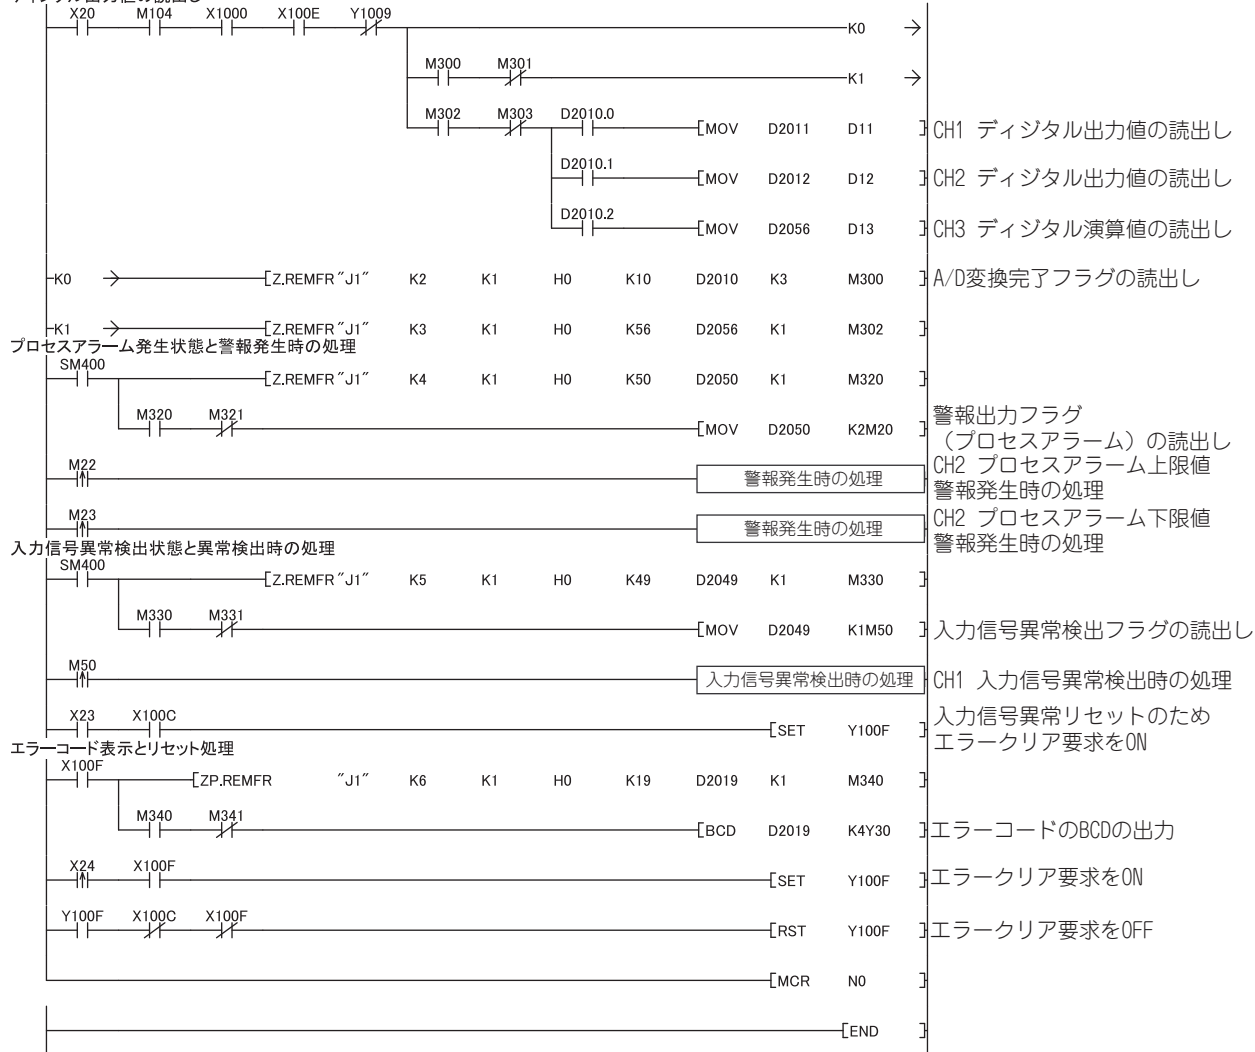 X20 M104 X1000 X100E Y1009
K0
M300 M301
K1
M302 M303 D2010.0
[MOV D2011 D11 ] CH1 ディジタル出力値の読出し
D2010.1
[MOV D2012 D12 ] CH2 ディジタル出力値の読出し
D2010.2
[MOV D2056 D13 ] CH3 ディジタル演算値の読出し
K0 [Z.REMFR "J1" K2 K1 H0 K10 D2010 K3 M300 ] A/D変換完了フラグの読出し
K1 [Z.REMFR "J1" K3 K1 H0 K56 D2056 K1 M302 ]
プロセスアラーム発生状態と警報発生時の処理
SM400
[Z.REMFR "J1" K4 K1 H0 K50 D2050 K1 M320 ]
M320 M321
[MOV D2050 K2M20 ] 警報出力フラグ
（プロセスアラーム）の読出し
M22
警報発生時の処理 CH2 プロセスアラーム上限値
警報発生時の処理
M23
警報発生時の処理 CH2 プロセスアラーム下限値
警報発生時の処理
入力信号異常検出状態と異常検出時の処理
SM400
[Z.REMFR "J1" K5 K1 H0 K49 D2049 K1 M330 ]
M330 M331
[MOV D2049 K1M50 ] 入力信号異常検出フラグの読出し
M50
入力信号異常検出時の処理 CH1 入力信号異常検出時の処理
X23 X100C
[SET Y100F ] 入力信号異常リセットのため
エラークリア要求をON
エラーコード表示とリセット処理
X100F
[ZP.REMFR "J1" K6 K1 H0 K19 D2019 K1 M340 ]
M340 M341
[BCD D2019 K4Y30 ] エラーコードのBCDの出力
X24 X100F
[SET Y100F ] エラークリア要求をON
Y100F X100C X100F
[RST Y100F ] エラークリア要求をOFF
[MCR N0 ]
[END ]